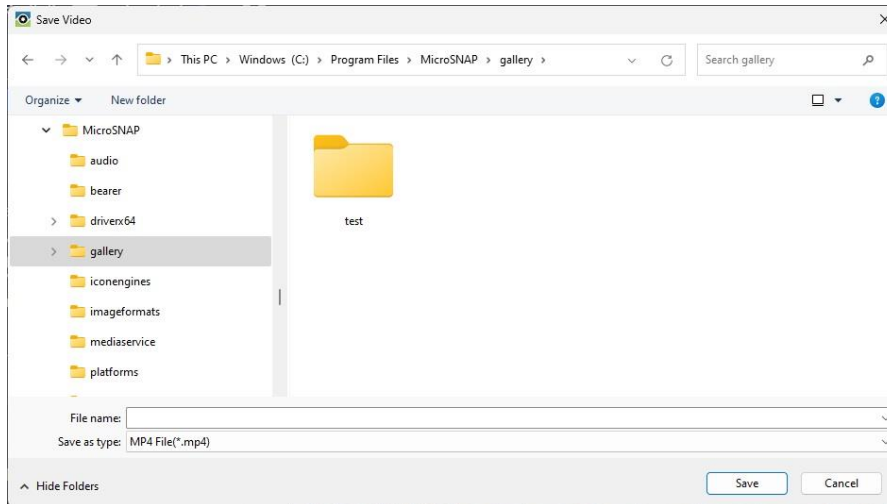 Save Video
This PC > Windows (C:) > Program Files > MicroSNAP > gallery >
Search gallery
Organize
New folder
MicroSNAP
audio
bearer
driverx64
gallery
iconengines
imageformats
mediaservice
platforms
test
File name:
Save as type: MP4 File(*.mp4)
Hide Folders
Save
Cancel